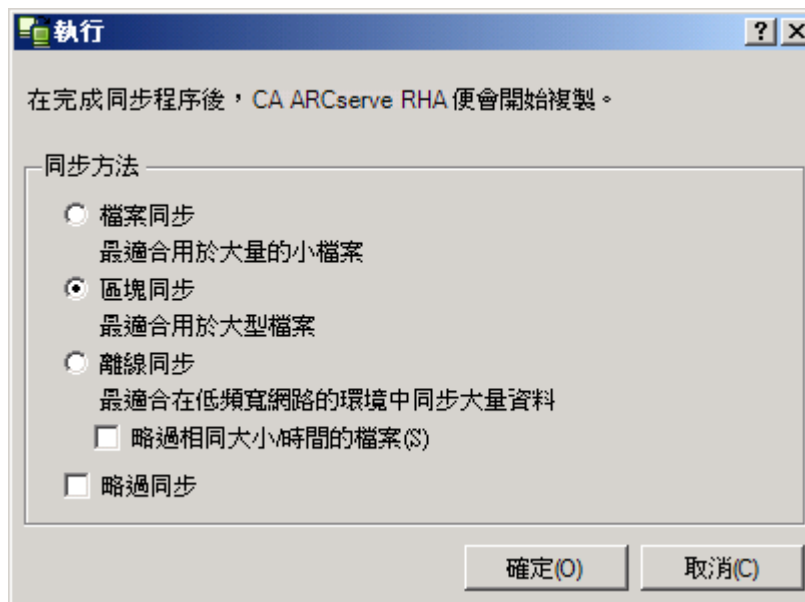 執行
在完成同步程序後，CA ARCserve RHA 便會開始複製。
同步方法
檔案同步
最適合用於大量的小檔案
區塊同步
最適合用於大型檔案
離線同步
最適合在低頻寬網路的環境中同步大量資料
略過相同大小/時間的檔案(S)
略過同步
確定(O)
取消(C)